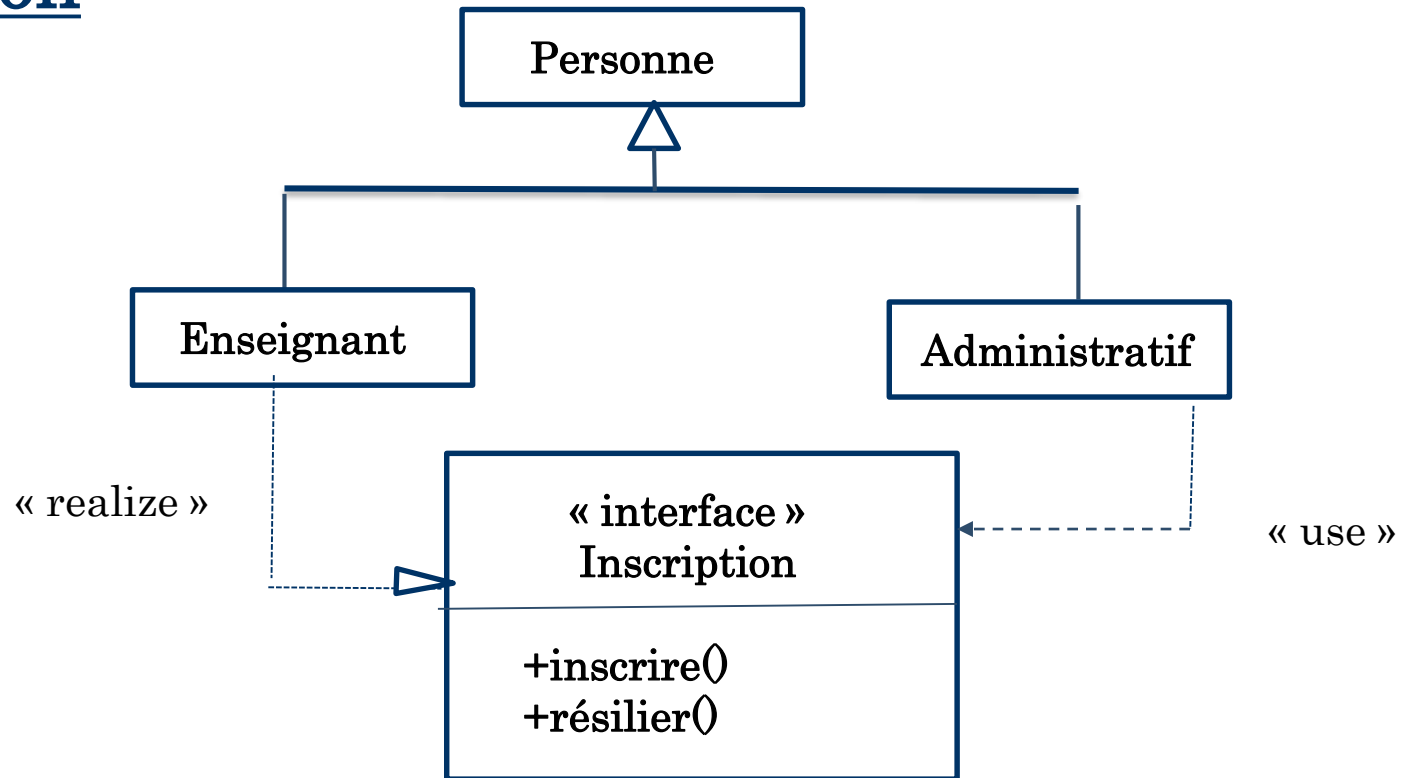 Personne
Enseignant
Administratif
« realize »
« interface »
Inscription
« use »
+inscrire()
+résilier()